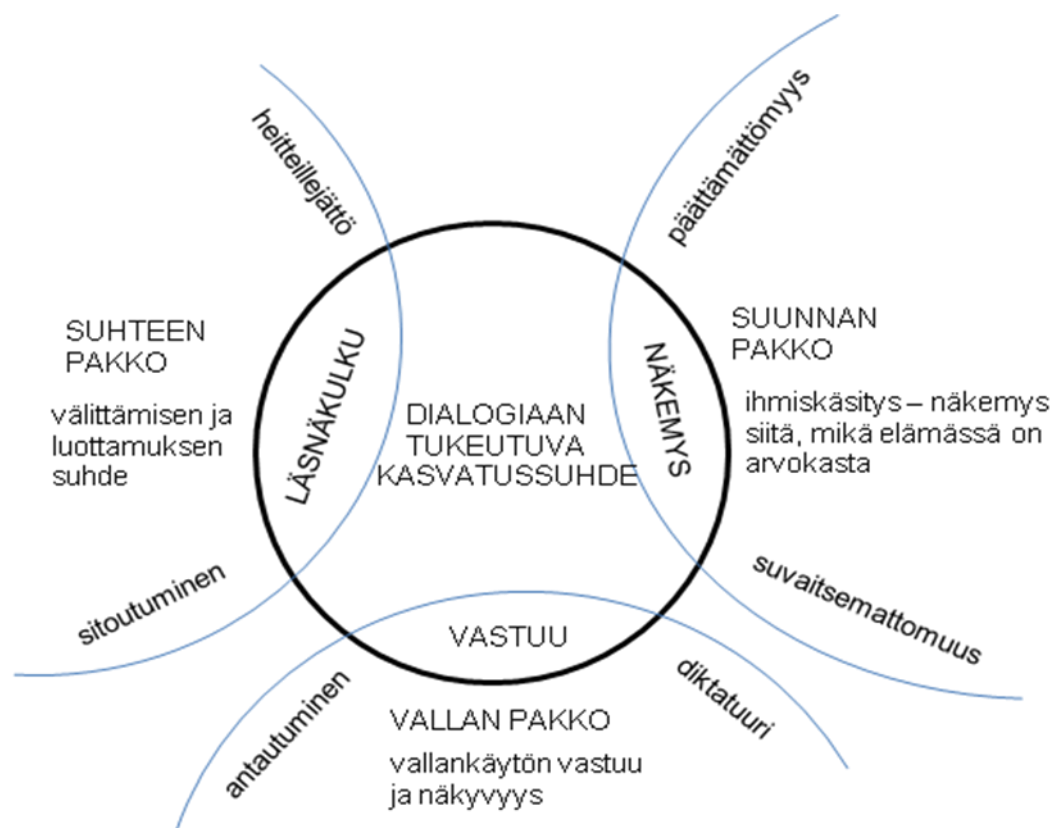 heitteillejättö
päättämättömyys
SUHTEEN
PAKKO
välittämisen ja
luottamuksen
suhde
LÄSNÄKULKU
DIALOGIAAN
TUKEUTUVA
KASVATUSSUHDE
NÄKEMYS
SUUNNAN
PAKKO
ihmiskäsitys – näkemys
siitä, mikä elämässä on
arvokasta
sitoutuminen
suvaitsemattomuus
VASTUU
antautuminen
diktatuuri
VALLAN PAKKO
vallankäytön vastuu
ja näkyvyys